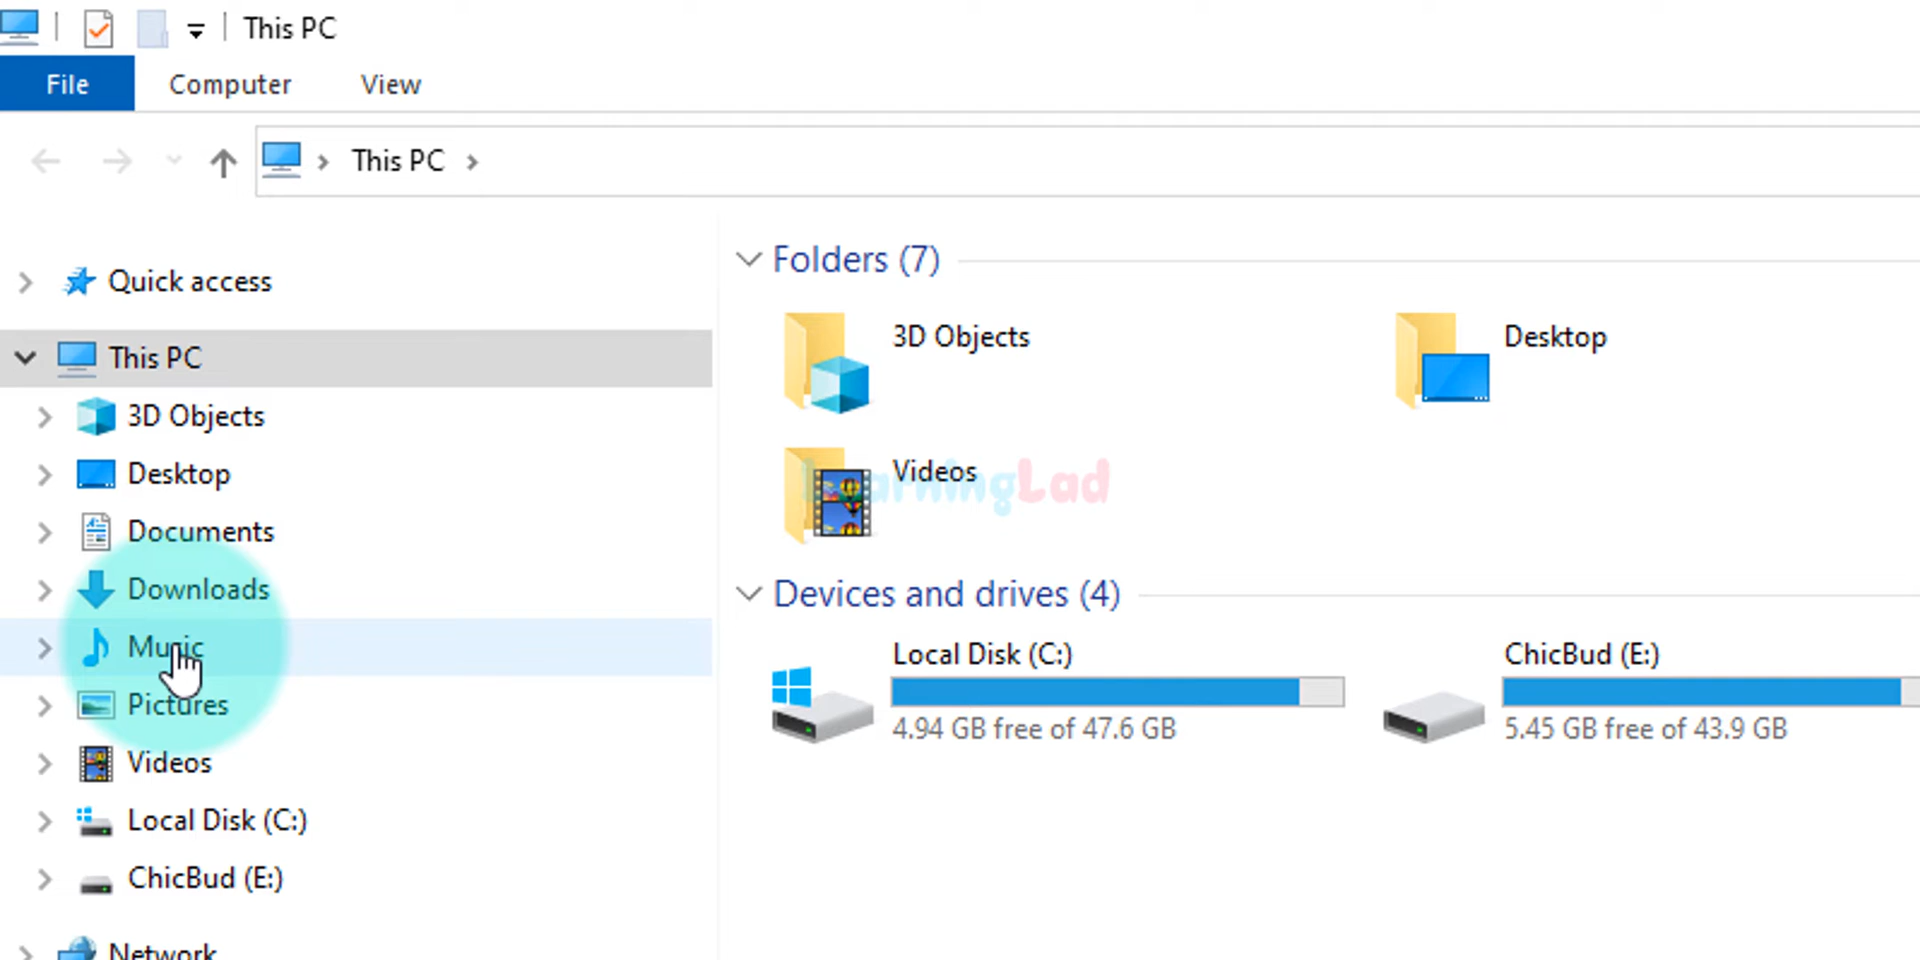 This PC
File Computer View
This PC
Quick access
This PC
3D Objects
Desktop
Documents
Downloads
Music
Pictures
Videos
Local Disk (C:)
ChicBud (E:)
Network
Folders (7)
3D Objects Desktop
Videos
LearningLad
Devices and drives (4)
Local Disk (C:) ChicBud (E:)
4.94 GB free of 47.6 GB 5.45 GB free of 43.9 GB